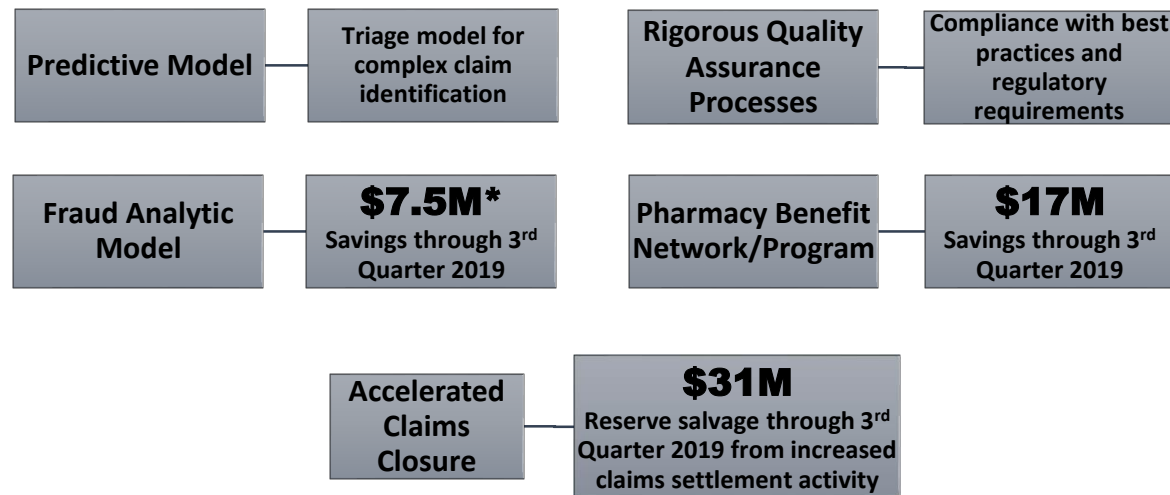 Predictive Model
Triage model for
complex claim
identification
Rigorous Quality
Assurance
Processes
Compliance with best
practices and
regulatory
requirements
Fraud Analytic
Model
$7.5M*
Savings through 3rd
Quarter 2019
Pharmacy Benefit
Network/Program
$17M
Savings through 3rd
Quarter 2019
Accelerated
Claims
Closure
$31M
Reserve salvage through 3rd
Quarter 2019 from increased
claims settlement activity